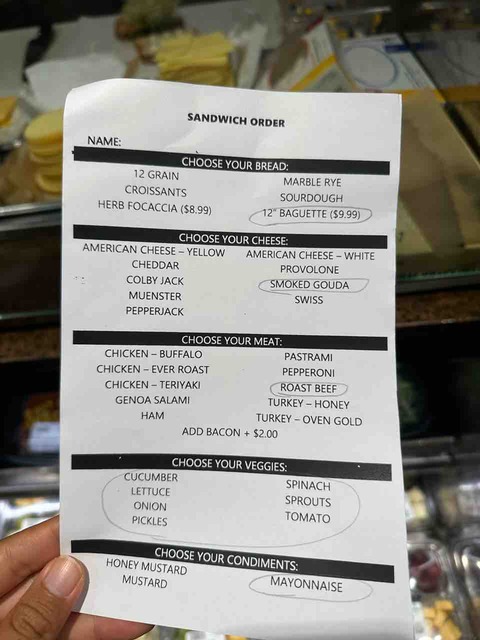 SANDWICH ORDER
NAME:
CHOOSE YOUR BREAD:
12 GRAIN
MARBLE RYE
CROISSANTS
SOURDOUGH
HERB FOCACCIA ($8.99)
12" BAGUETTE ($9.99)
CHOOSE YOUR CHEESE:
AMERICAN CHEESE – YELLOW
AMERICAN CHEESE – WHITE
CHEDDAR
PROVOLONE
COLBY JACK
SMOKED GOUDA
MUENSTER
SWISS
PEPPERJACK
CHOOSE YOUR MEAT:
CHICKEN – BUFFALO
PASTRAMI
CHICKEN – EVER ROAST
PEPPERONI
CHICKEN – TERIYAKI
ROAST BEEF
GENOA SALAMI
TURKEY – HONEY
HAM
TURKEY – OVEN GOLD
ADD BACON + $2.00
CHOOSE YOUR VEGGIES:
CUCUMBER
SPINACH
LETTUCE
SPROUTS
ONION
TOMATO
PICKLES
CHOOSE YOUR CONDIMENTS:
HONEY MUSTARD
MAYONNAISE
MUSTARD